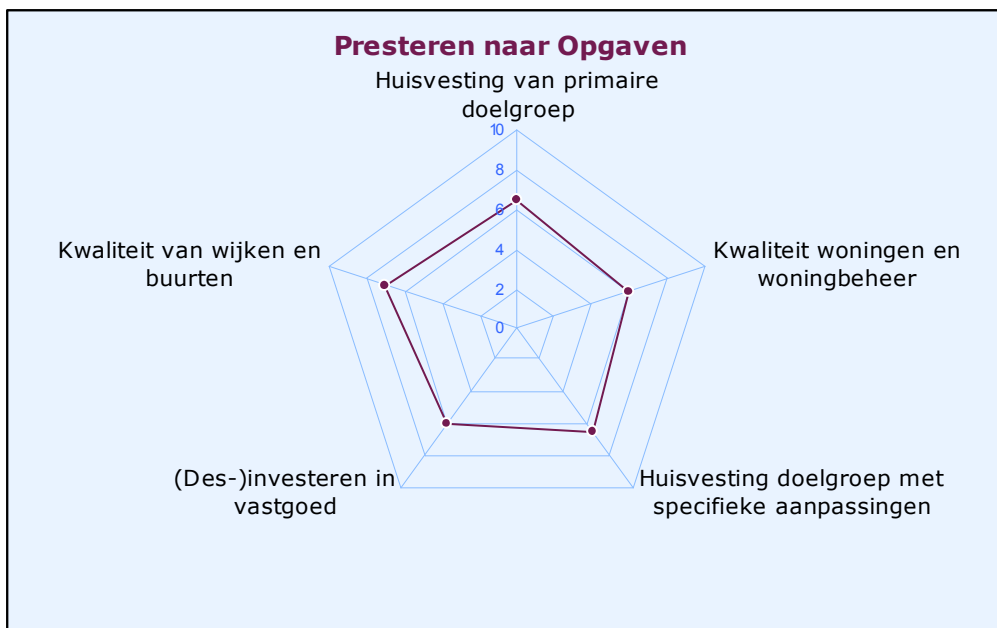 Presteren naar Opgaven
Huisvesting van primaire
doelgroep
10
8
6
4
2
0
Kwaliteit van wijken en
buurten
Kwaliteit woningen en
woningbeheer
(Des-)investeren in
vastgoed
Huisvesting doelgroep met
specifieke aanpassingen